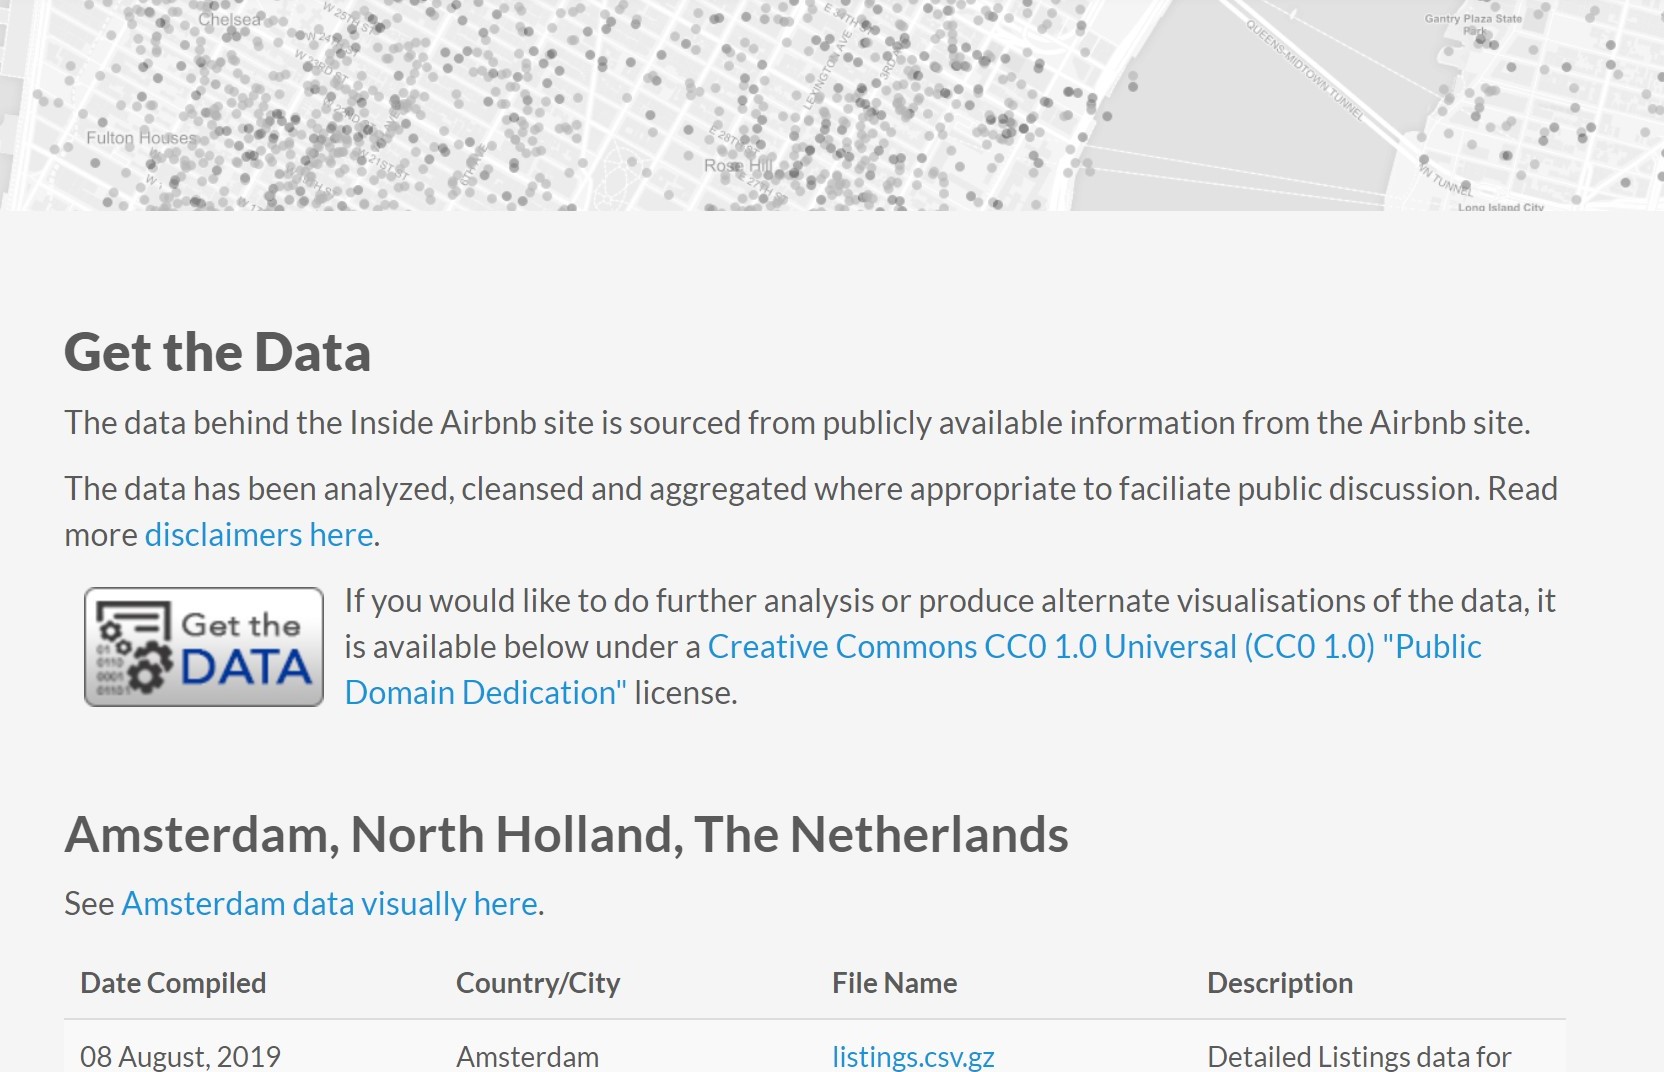 Chelsea
W 25TH ST
W 24TH ST
W 23RD ST
E 37TH ST
LEXINGTON AVE
QUEENS-MIDTOWN TUNNEL
Gantry Plaza State
Park
Fulton Houses
W 21ST ST
E 28TH ST
Rose Hill
E 27TH ST
Long Island City
Get the Data
The data behind the Inside Airbnb site is sourced from publicly available information from the Airbnb site.
The data has been analyzed, cleansed and aggregated where appropriate to faciliate public discussion. Read
more disclaimers here.
Get the
DATA
01
0110
0001
01101
If you would like to do further analysis or produce alternate visualisations of the data, it
is available below under a Creative Commons CC0 1.0 Universal (CC0 1.0) "Public
Domain Dedication" license.
Amsterdam, North Holland, The Netherlands
See Amsterdam data visually here.
Date Compiled Country/City File Name Description
08 August, 2019 Amsterdam listings.csv.gz Detailed Listings data for